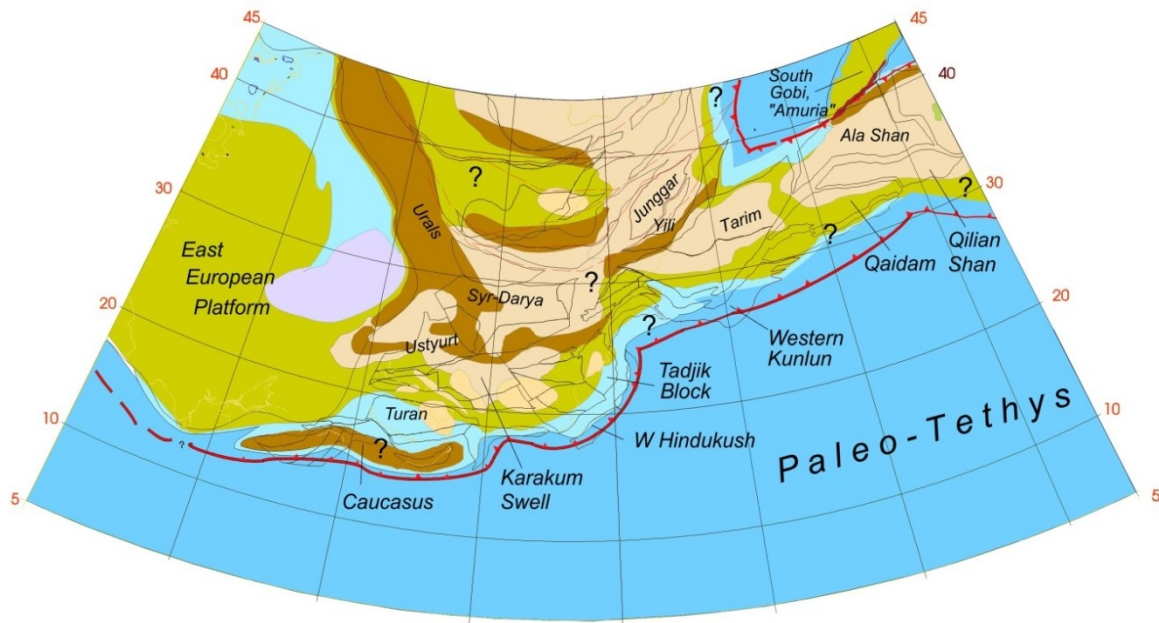 45
45
40
40
South
Gobi,
"Amuria"
?
Ala Shan
30
30
?
?
Junggar
Yili
Tarim
Urals
East
European
Platform
?
Qaidam
Qilian
Shan
?
Syr-Darya
20
20
Ustyurt
?
Western
Kunlun
Tadjik
Block
Turan
10
10
?
?
W Hindukush
Paleo-Tethys
Karakum
Swell
Caucasus
5
5